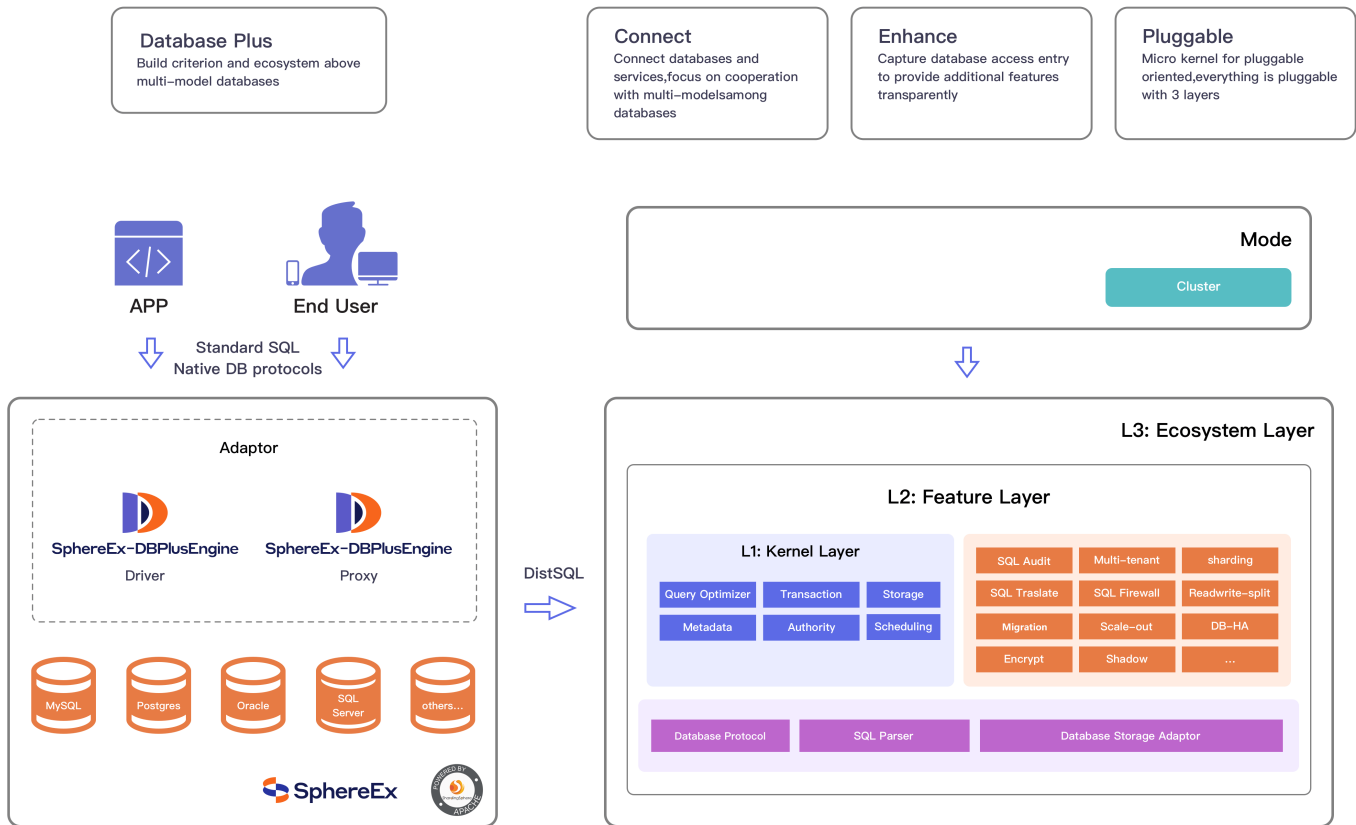 Database Plus
Build criterion and ecosystem above
multi-model databases
Connect
Connect databases and
services,focus on cooperation
with multi-modelsamong
databases
Enhance
Capture database access entry
to provide additional features
transparently
Pluggable
Micro kernel for pluggable
oriented,everything is pluggable
with 3 layers
</>
APP
End User
Standard SQL
Native DB protocols
Mode
Cluster
Adaptor
SphereEx-DBPlusEngine
Driver
SphereEx-DBPlusEngine
Proxy
MySQL
Postgres
Oracle
SQL
Server
others...
SphereEx
POWERED BY
ShardingSphere
APACHE
DistSQL
L3: Ecosystem Layer
L2: Feature Layer
L1: Kernel Layer
Query Optimizer
Transaction
Storage
Metadata
Authority
Scheduling
SQL Audit
Multi-tenant
sharding
SQL Traslate
SQL Firewall
Readwrite-split
Migration
Scale-out
DB-HA
Encrypt
Shadow
...
Database Protocol
SQL Parser
Database Storage Adaptor